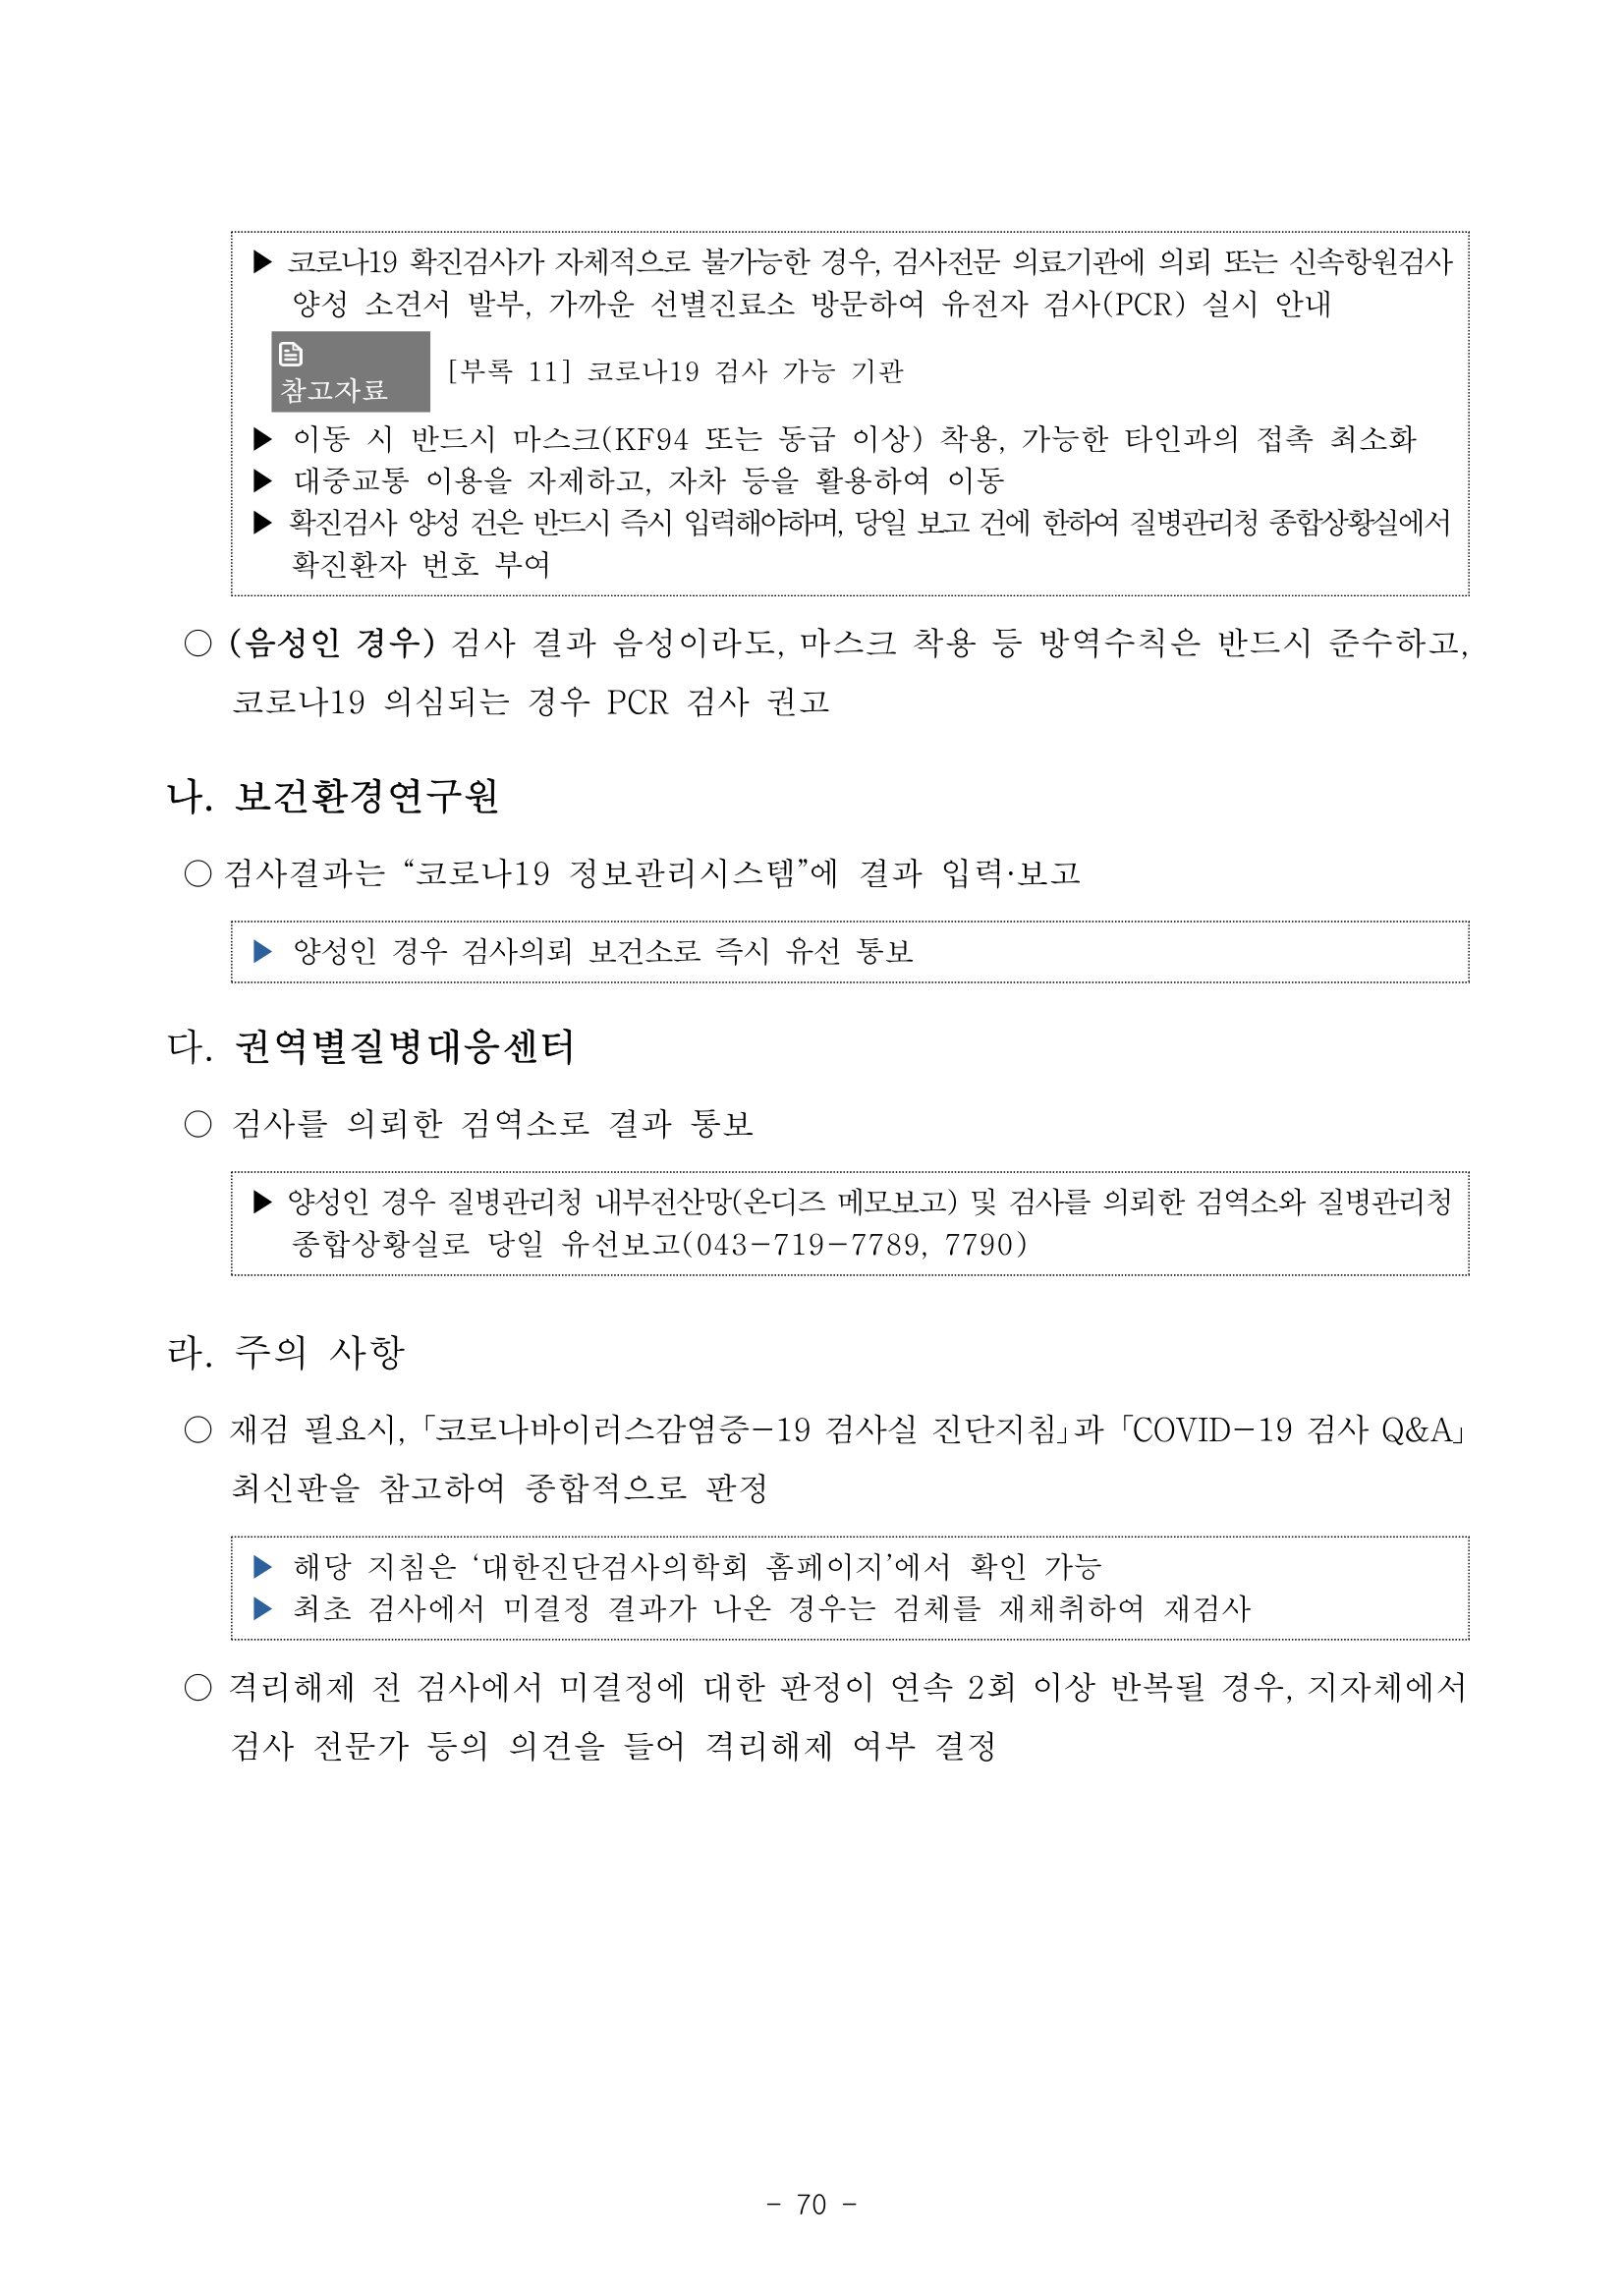 ▶ 코로나19 확진검사가 자체적으로 불가능한 경우, 검사전문 의료기관에 의뢰 또는 신속항원검사
양성 소견서 발부, 가까운 선별진료소 방문하여 유전자 검사(PCR) 실시 안내
참고자료 [부록 11] 코로나19 검사 가능 기관
▶ 이동 시 반드시 마스크(KF94 또는 동급 이상) 착용, 가능한 타인과의 접촉 최소화
▶ 대중교통 이용을 자제하고, 자차 등을 활용하여 이동
▶ 확진검사 양성 건은 반드시 즉시 입력해야하며, 당일 보고 건에 한하여 질병관리청 종합상황실에서
확진환자 번호 부여
○ (음성인 경우) 검사 결과 음성이라도, 마스크 착용 등 방역수칙은 반드시 준수하고,
코로나19 의심되는 경우 PCR 검사 권고
나. 보건환경연구원
○ 검사결과는 “코로나19 정보관리시스템”에 결과 입력·보고
▶ 양성인 경우 검사의뢰 보건소로 즉시 유선 통보
다. 권역별질병대응센터
○ 검사를 의뢰한 검역소로 결과 통보
▶ 양성인 경우 질병관리청 내부전산망(온디즈 메모보고) 및 검사를 의뢰한 검역소와 질병관리청
종합상황실로 당일 유선보고(043-719-7789, 7790)
라. 주의 사항
○ 재검 필요시, 「코로나바이러스감염증-19 검사실 진단지침」과 「COVID-19 검사 Q&A」
최신판을 참고하여 종합적으로 판정
▶ 해당 지침은 ‘대한진단검사의학회 홈페이지’에서 확인 가능
▶ 최초 검사에서 미결정 결과가 나온 경우는 검체를 재채취하여 재검사
○ 격리해제 전 검사에서 미결정에 대한 판정이 연속 2회 이상 반복될 경우, 지자체에서
검사 전문가 등의 의견을 들어 격리해제 여부 결정
- 70 -